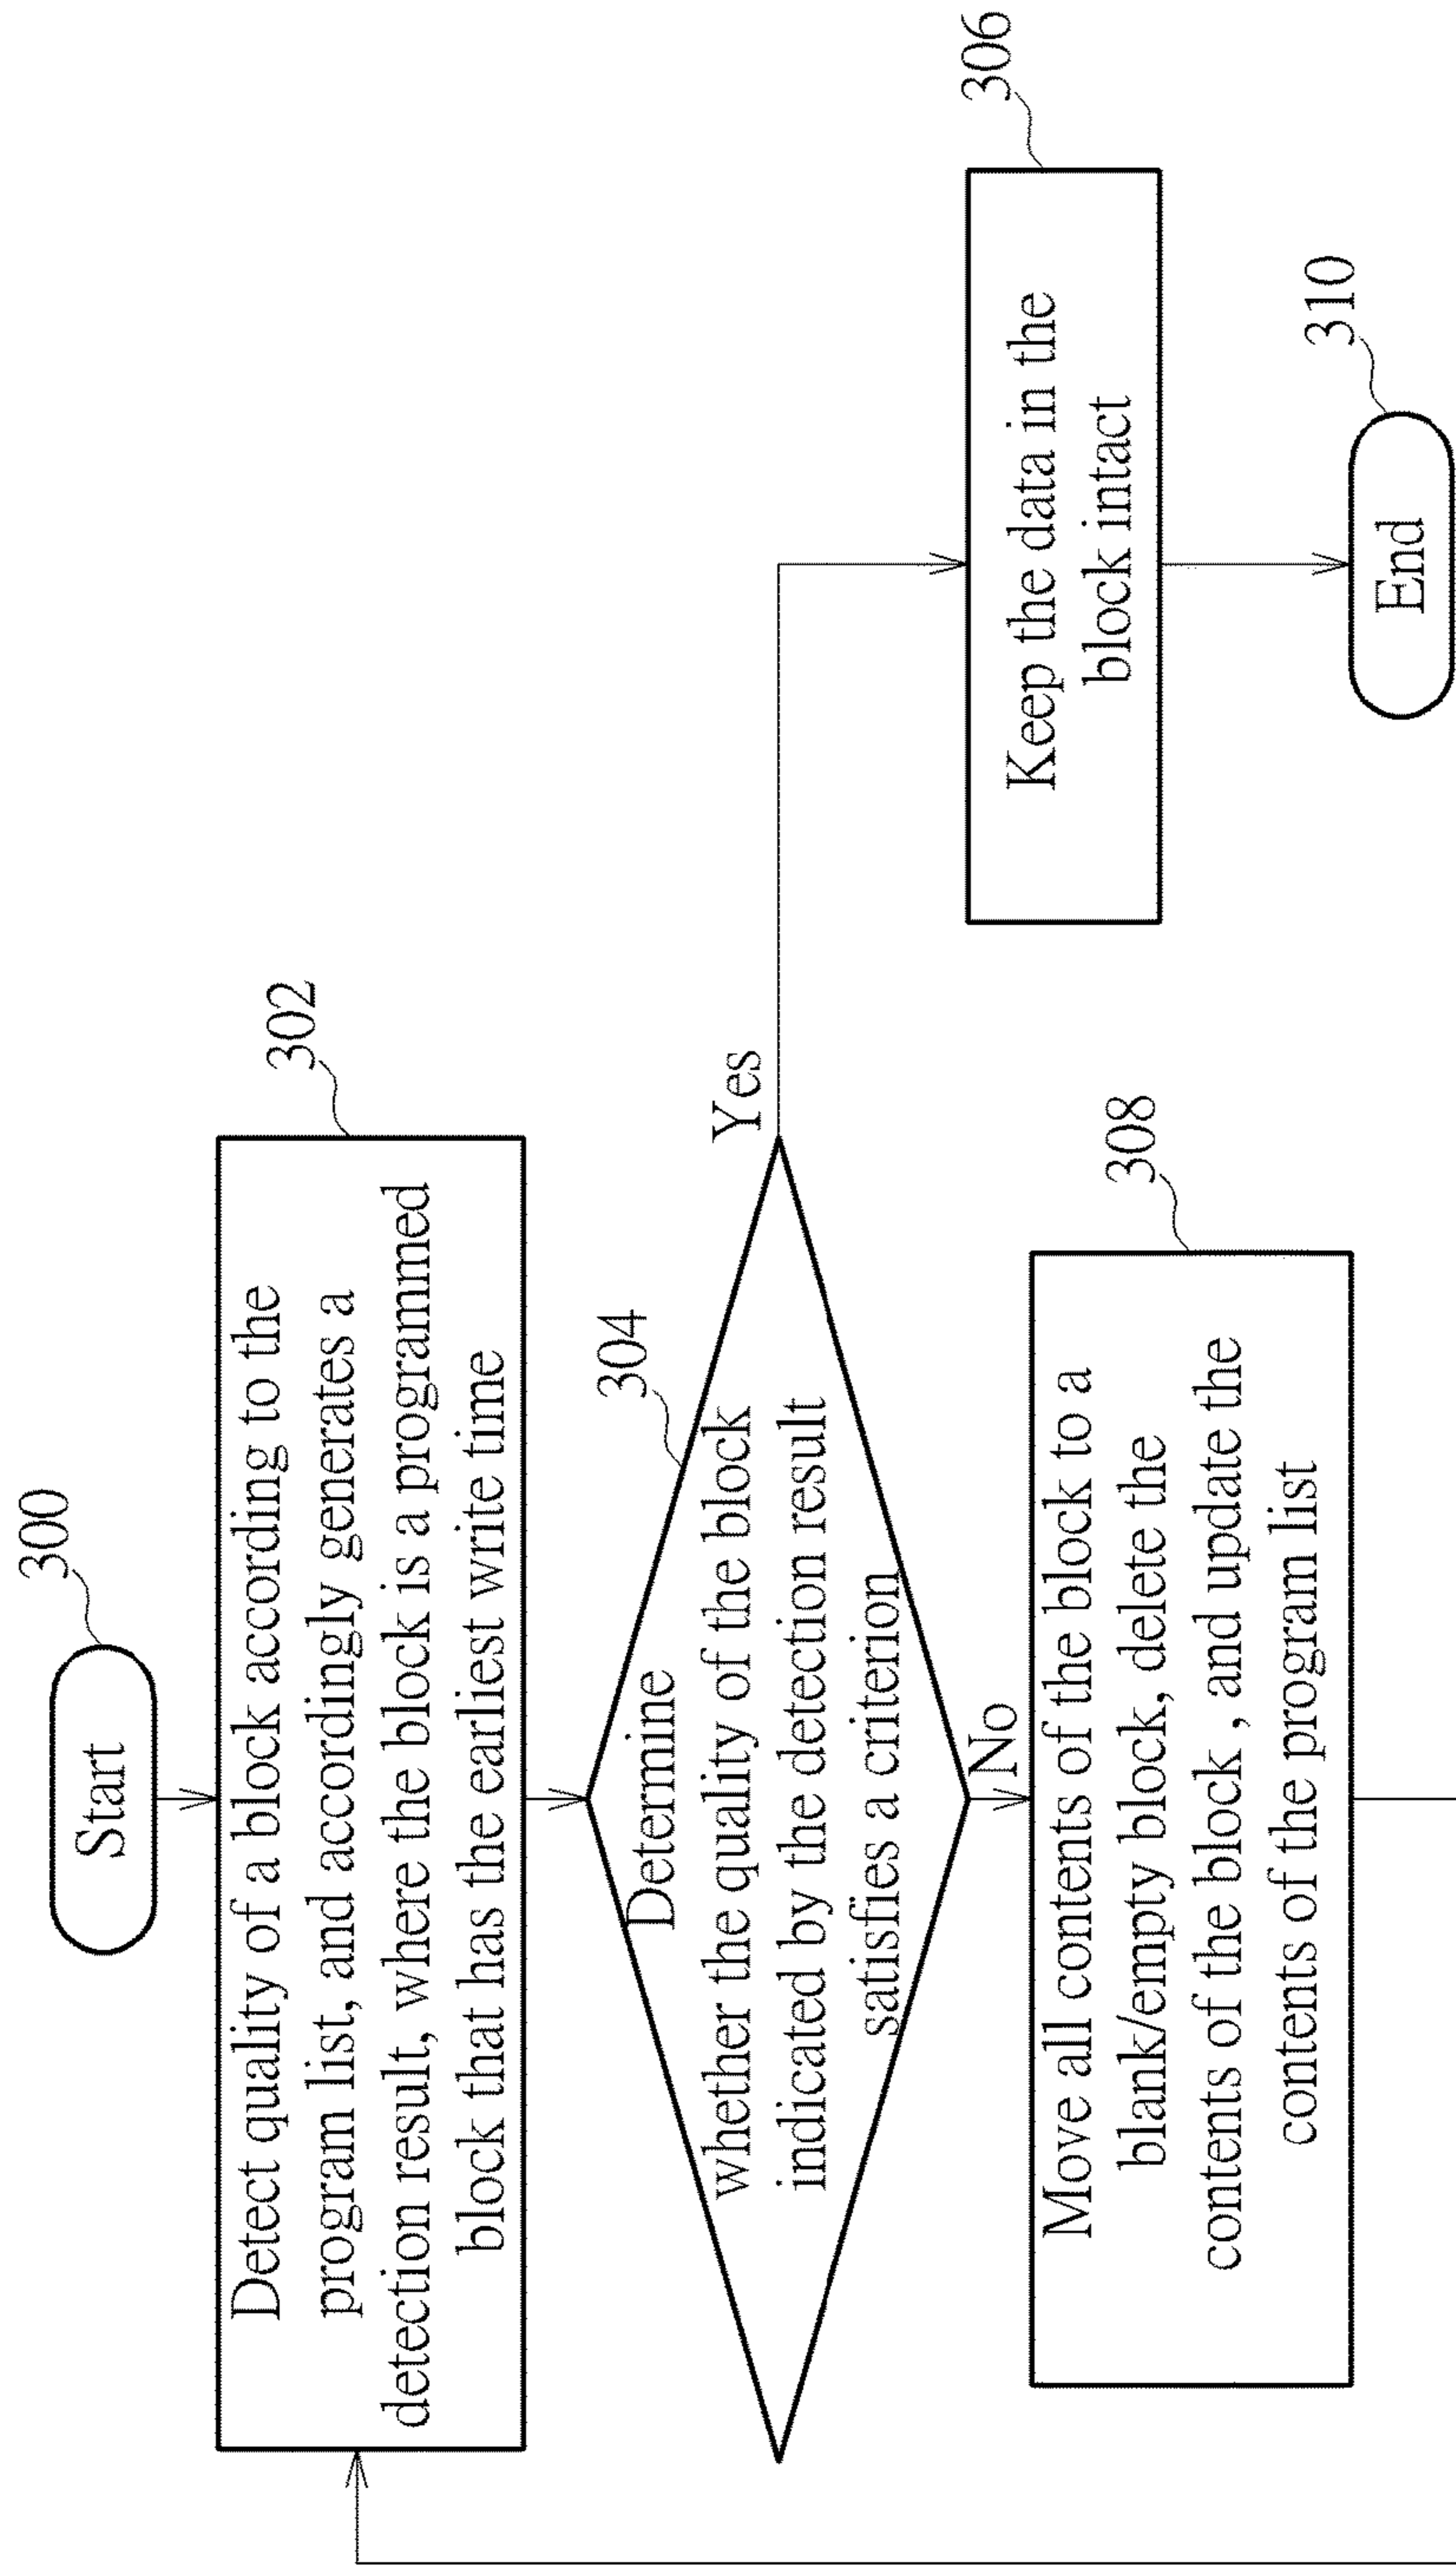 300
Start
302
Detect quality of a block according to the
program list, and accordingly generates a
detection result, where the block is a programmed
block that has the earliest write time
304
Determine
whether the quality of the block
indicated by the detection result
satisfies a criterion
Yes
No
306
Keep the data in the
block intact
308
Move all contents of the block to a
blank/empty block, delete the
contents of the block , and update the
contents of the program list
310
End